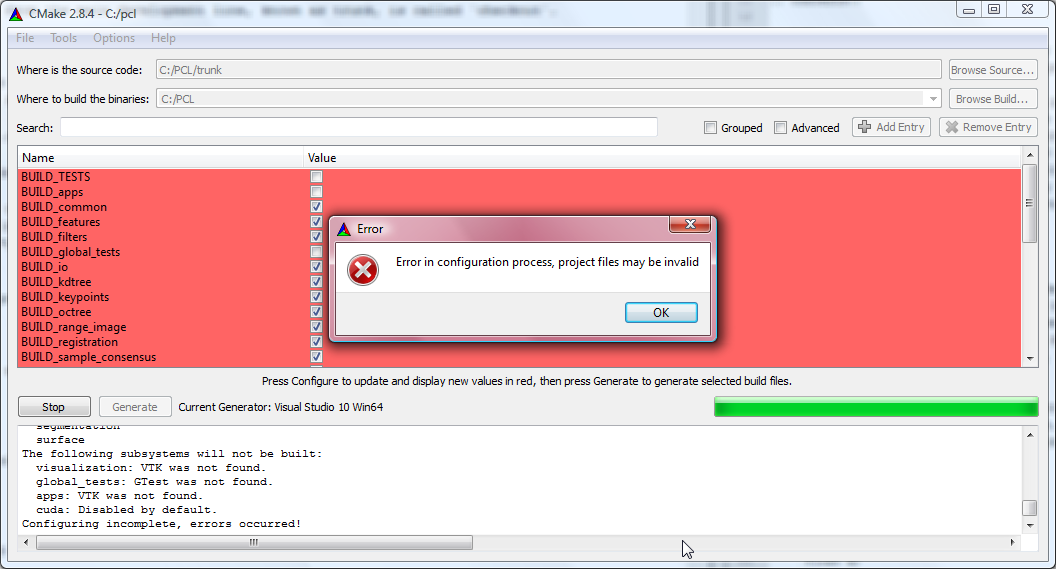 CMake 2.8.4 - C:/pcl
File Tools Options Help
Where is the source code: C:/PCL/trunk Browse Source...
Where to build the binaries: C:/PCL Browse Build...
Search: Grouped Advanced Add Entry Remove Entry
Name Value
BUILD_TESTS
BUILD_apps
BUILD_common
BUILD_features
BUILD_filters
BUILD_global_tests
BUILD_io
BUILD_kdtree
BUILD_keypoints
BUILD_octree
BUILD_range_image
BUILD_registration
BUILD_sample_consensus
Error
Error in configuration process, project files may be invalid
OK
Press Configure to update and display new values in red, then press Generate to generate selected build files.
Stop Generate Current Generator: Visual Studio 10 Win64
segmentation
surface
The following subsystems will not be built:
visualization: VTK was not found.
global_tests: GTest was not found.
apps: VTK was not found.
cuda: Disabled by default.
Configuring incomplete, errors occurred!